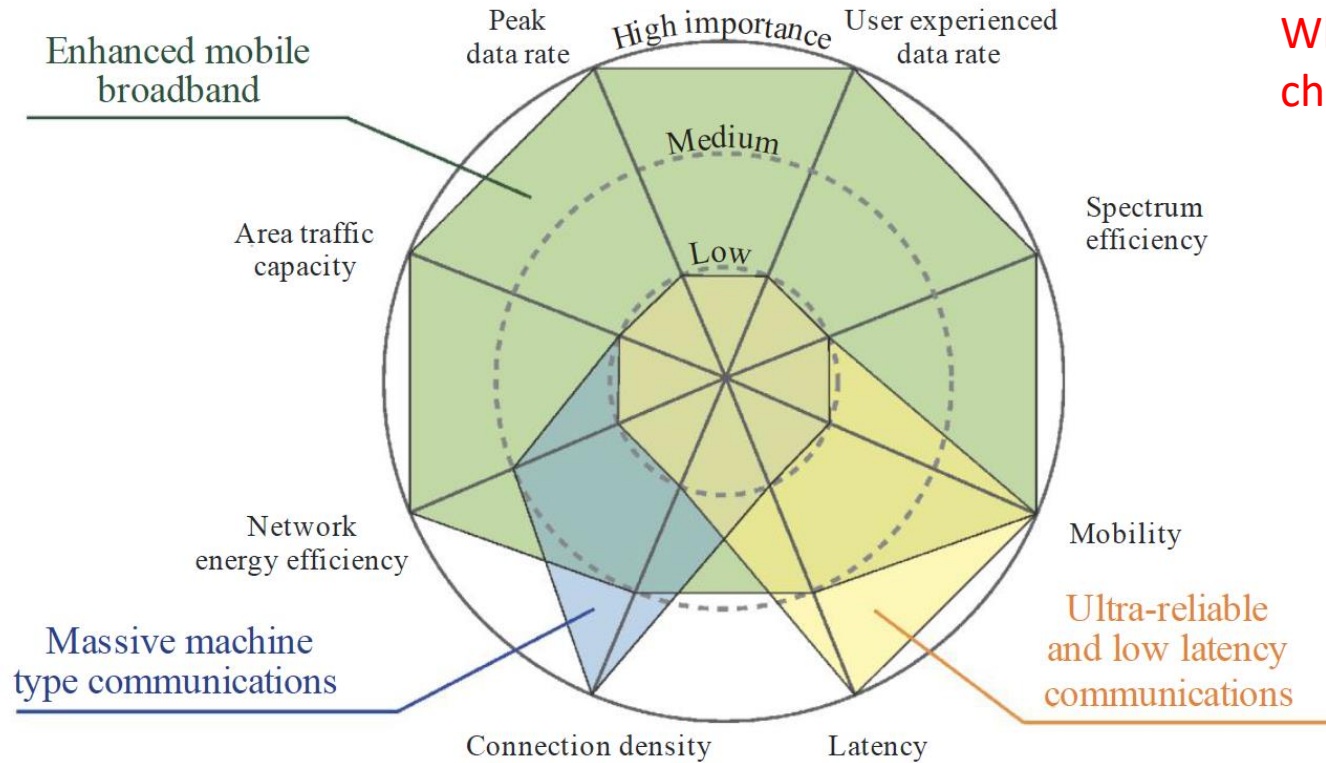 Peak
data rate
High importance
User experienced
data rate
W
ch
Enhanced mobile
broadband
Medium
Area traffic
capacity
Low
Spectrum
efficiency
Network
energy efficiency
Mobility
Massive machine
type communications
Ultra-reliable
and low latency
communications
Connection density
Latency